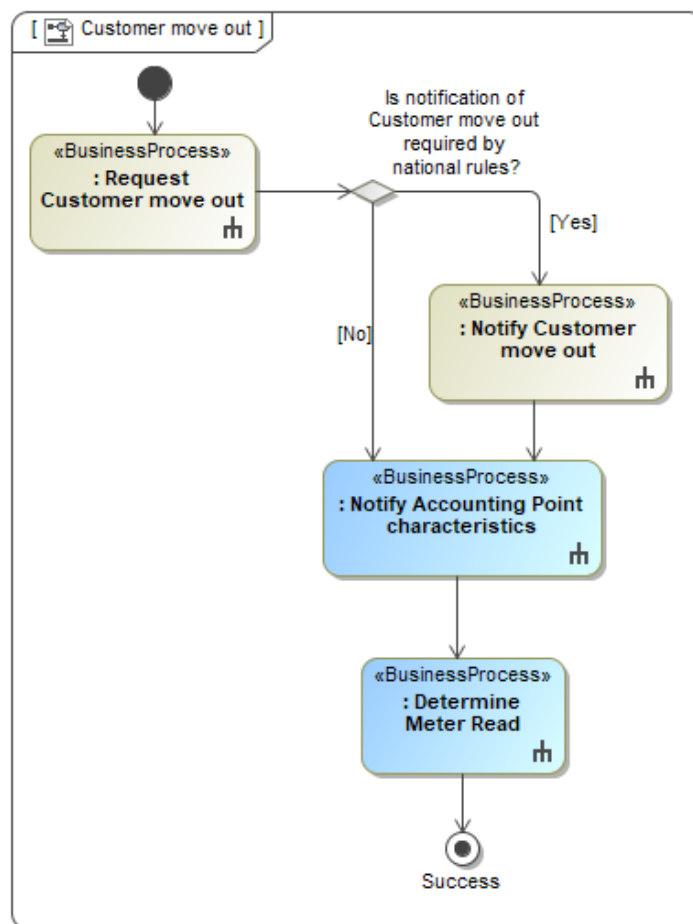 [ Customer move out ]
Is notification of
Customer move out
required by
national rules?
«BusinessProcess»
: Request
Customer move out
[Yes]
«BusinessProcess»
: Notify Customer
move out
[No]
«BusinessProcess»
: Notify Accounting Point
characteristics
«BusinessProcess»
: Determine
Meter Read
Success